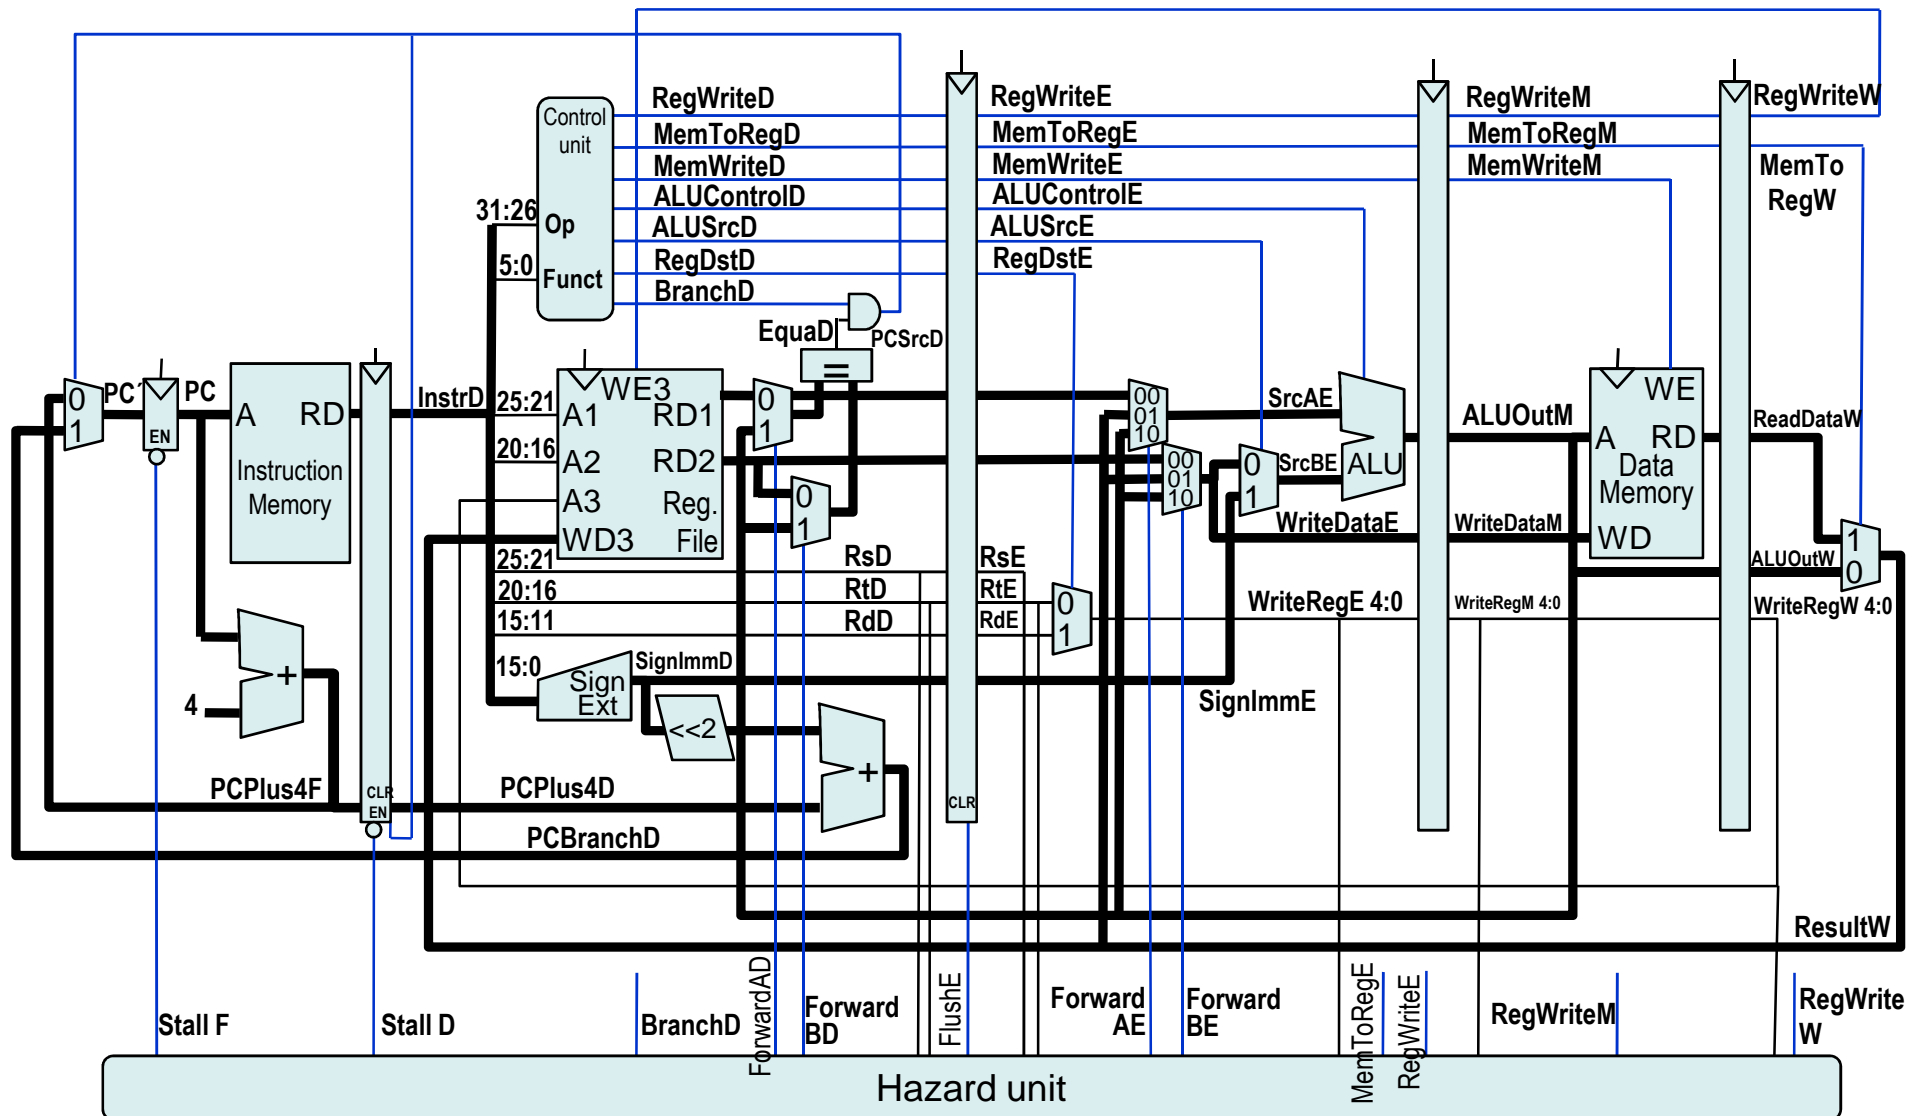 RegWriteD
RegWriteE
RegWriteM
RegWriteW
Control
unit
MemToRegD
MemToRegE
MemToRegM
MemWriteD
MemWriteE
MemWriteM
MemTo
RegW
ALUControlD
ALUControlE
31:26
Op
ALUSrcD
ALUSrcE
5:0
Funct
RegDstD
RegDstE
BranchD
EquaD
PCSrcD
=
0
1
PC´
EN
PC
A
RD
Instruction
Memory
InstrD
25:21
20:16
WE3
A1
RD1
A2
RD2
A3
Reg.
WD3
File
0
1
0
1
00
01
10
00
01
10
SrcAE
0
1
SrcBE
ALU
ALUOutM
WE
A
RD
Data
Memory
WD
ReadDataW
WriteDataE
WriteDataM
1
0
ALUOutW
25:21
RsD
RsE
20:16
RtD
RtE
15:11
RdD
RdE
0
1
WriteRegE 4:0
WriteRegM 4:0
WriteRegW 4:0
15:0
Sign
Ext
SignImmD
SignImmE
+
4
<<2
+
PCPlus4F
CLR
EN
PCPlus4D
CLR
PCBranchD
ResultW
Stall F
Stall D
BranchD
ForwardAD
Forward
BD
FlushE
Forward
AE
Forward
BE
MemToRegE
RegWriteE
RegWriteM
RegWrite
W
Hazard unit